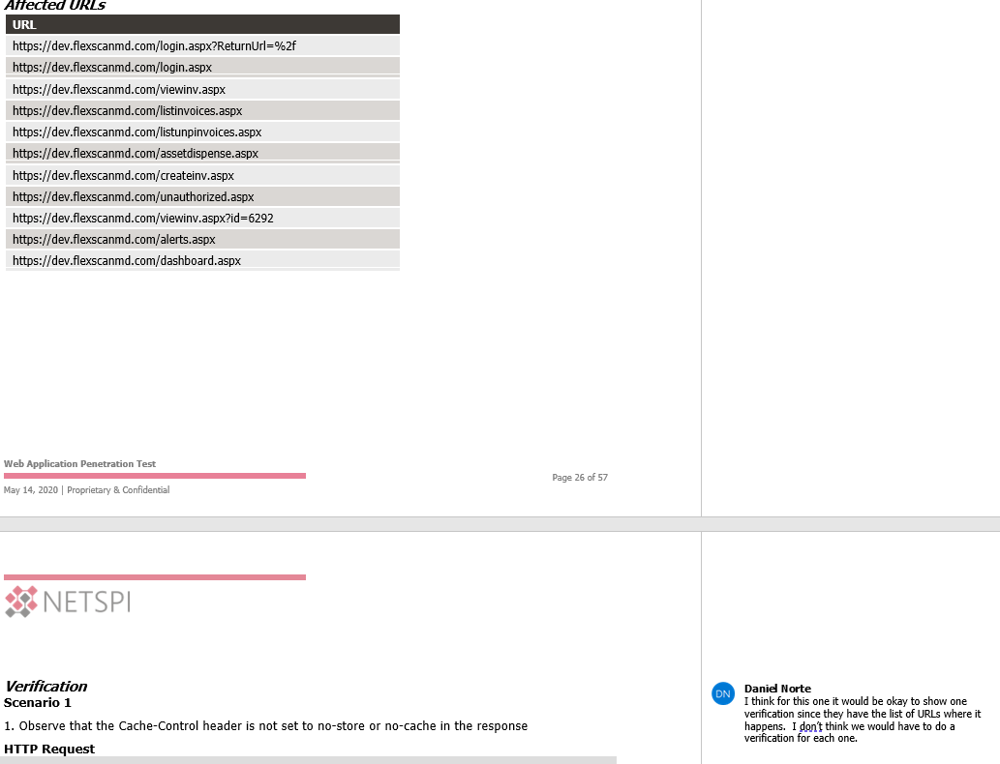 Affected URLs
URL
https://dev.flexscanmd.com/login.aspx?ReturnUrl=%2f
https://dev.flexscanmd.com/login.aspx
https://dev.flexscanmd.com/viewinv.aspx
https://dev.flexscanmd.com/listinvoices.aspx
https://dev.flexscanmd.com/listunpinvoices.aspx
https://dev.flexscanmd.com/assetdispense.aspx
https://dev.flexscanmd.com/createinv.aspx
https://dev.flexscanmd.com/unauthorized.aspx
https://dev.flexscanmd.com/viewinv.aspx?id=6292
https://dev.flexscanmd.com/alerts.aspx
https://dev.flexscanmd.com/dashboard.aspx
Web Application Penetration Test
Page 26 of 57
May 14, 2020 | Proprietary & Confidential
NETSPI
Verification
Scenario 1
1. Observe that the Cache-Control header is not set to no-store or no-cache in the response
HTTP Request
DN
Daniel Norte
I think for this one it would be okay to show one
verification since they have the list of URLs where it
happens.  I don't think we would have to do a
verification for each one.